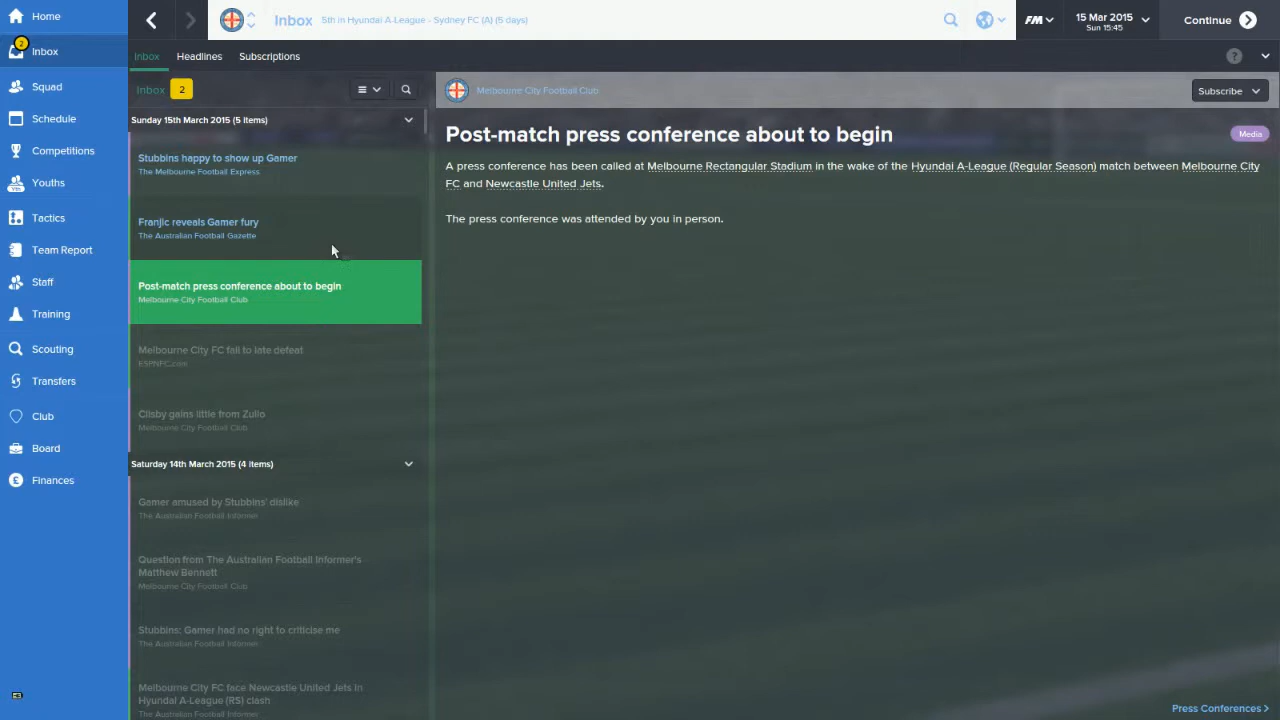 Home
Inbox
5th in Hyundai A-League - Sydney FC (A) (5 days)
FM
15 Mar 2015
Sun 15:45
Continue
2
Inbox
Squad
Schedule
Competitions
Youths
Tactics
Team Report
Staff
Training
Scouting
Transfers
Club
Board
Finances
Inbox
Headlines
Subscriptions
?
Inbox
2
Sunday 15th March 2015 (5 items)
Stubbins happy to show up Gamer
The Melbourne Football Express
Franjic reveals Gamer fury
The Australian Football Gazette
Post-match press conference about to begin
Melbourne City Football Club
Melbourne City FC fall to late defeat
ESPNFC.com
Clisby gains little from Zullo
Melbourne City Football Club
Saturday 14th March 2015 (4 items)
Gamer amused by Stubbins' dislike
The Australian Football Informer
Question from The Australian Football Informer's
Matthew Bennett
Melbourne City Football Club
Stubbins: Gamer had no right to criticise me
The Australian Football Informer
Melbourne City FC face Newcastle United Jets in
Hyundai A-League (RS) clash
The Australian Football Informer
Melbourne City Football Club
Subscribe
Post-match press conference about to begin
Media
A press conference has been called at Melbourne Rectangular Stadium in the wake of the Hyundai A-League (Regular Season) match between Melbourne City
FC and Newcastle United Jets.
The press conference was attended by you in person.
Press Conferences >